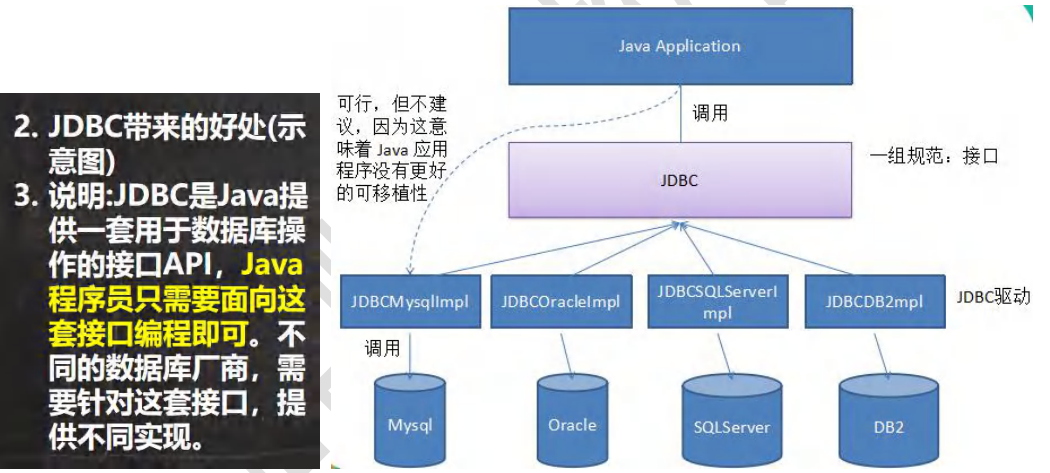 2. JDBC带来的好处(示
意图)
3. 说明:JDBC是Java提
供一套用于数据库操
作的接口API，Java
程序员只需要面向这
套接口编程即可。不
同的数据库厂商，需
要针对这套接口，提
供不同实现。
Java Application
可行，但不建
议，因为这意
味着 Java 应用
程序没有更好
的可移植性
调用
JDBC
一组规范：接口
JDBCMysqlImpl
JDBCOracleImpl
JDBCSQLServerI
mpl
JDBCDB2mpl
JDBC驱动
调用
Mysql
Oracle
SQLServer
DB2